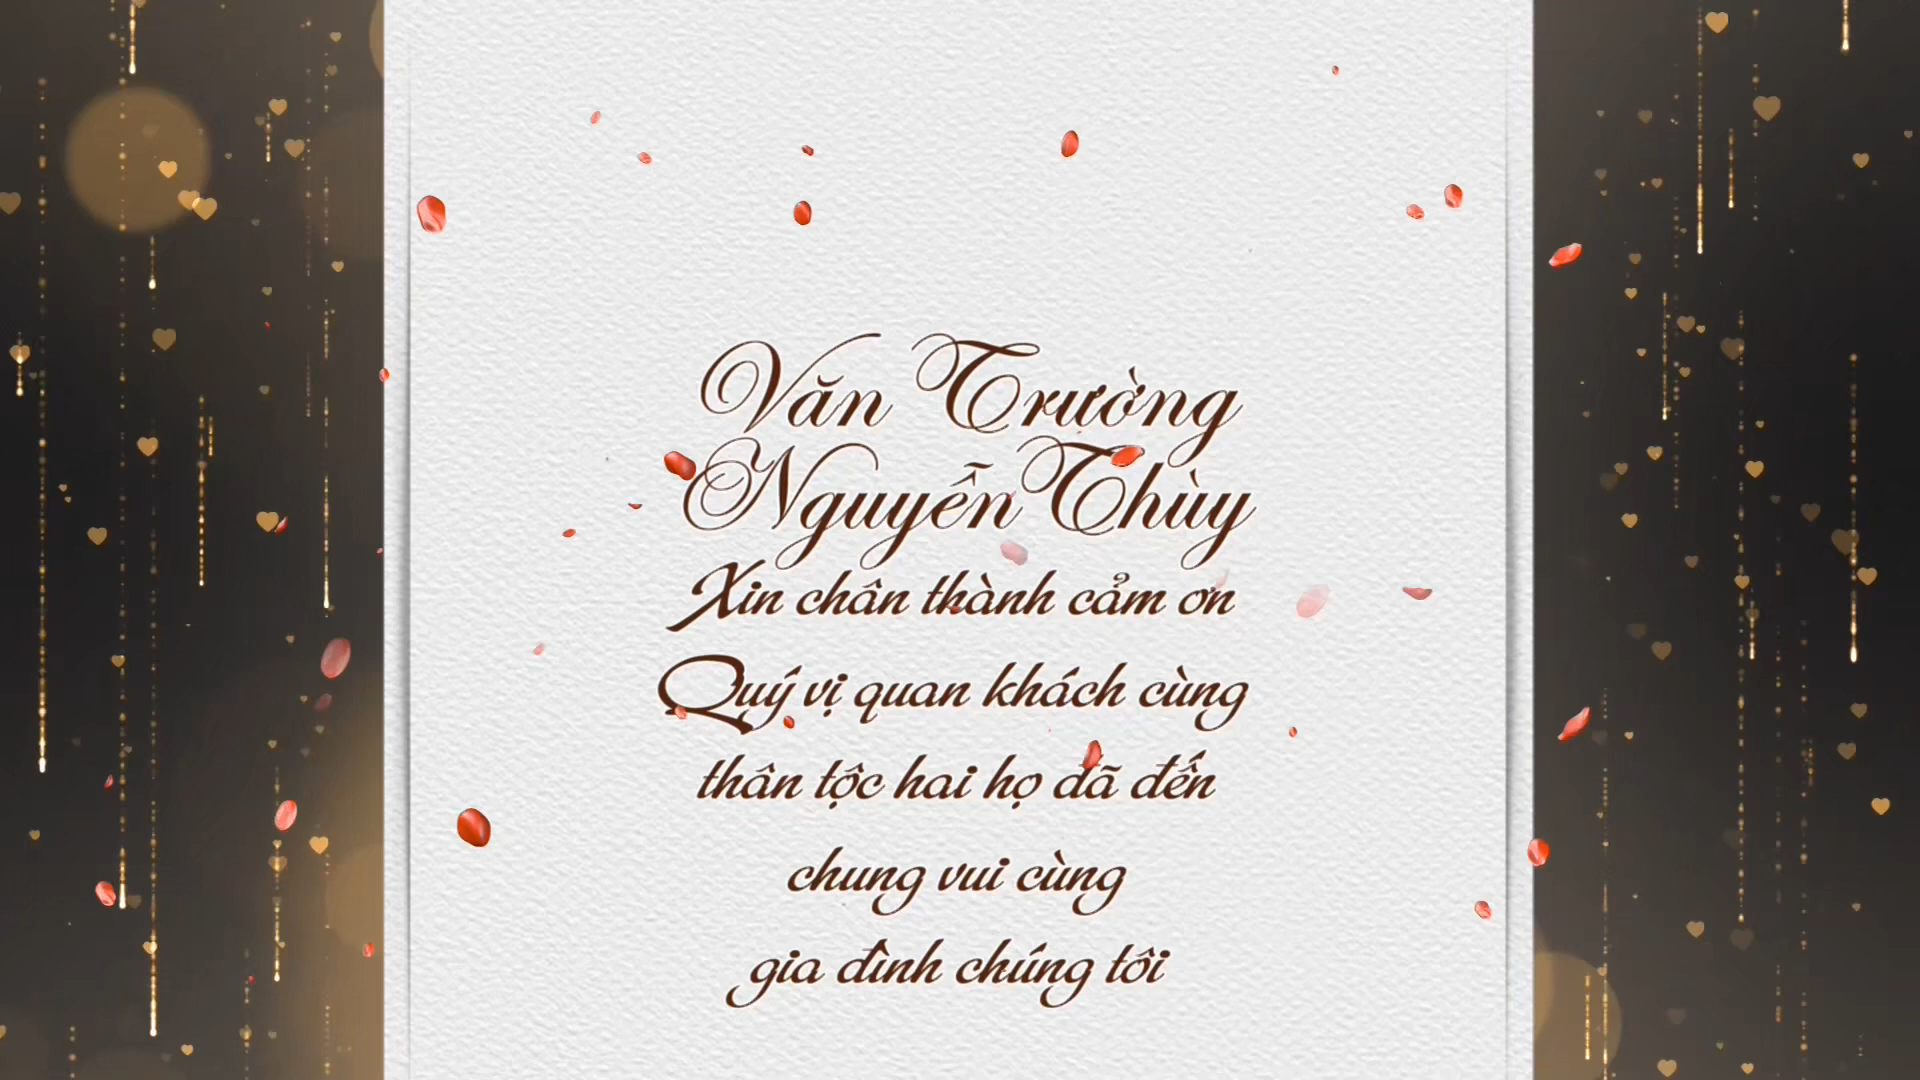 Văn Trường
Nguyễn Thùy
Xin chân thành cảm ơn
Quý vị quan khách cùng
thân tộc hai họ đã đến
chung vui cùng
gia đình chúng tôi